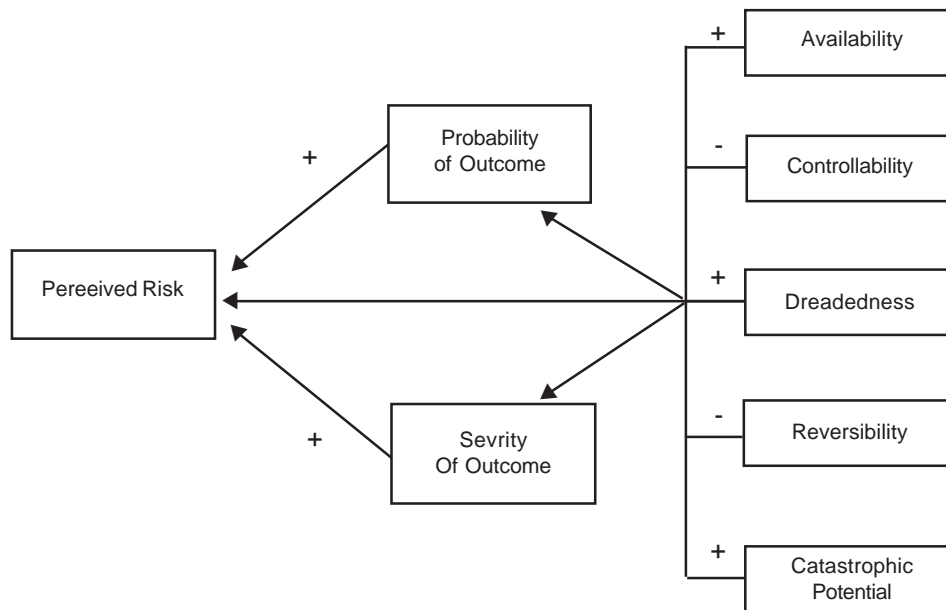 +
Availability
Probability
of Outcome
+
-
Controllability
Pereeived Risk
+
Dreadedness
Sevrity
Of Outcome
+
-
Reversibility
+
Catastrophic
Potential